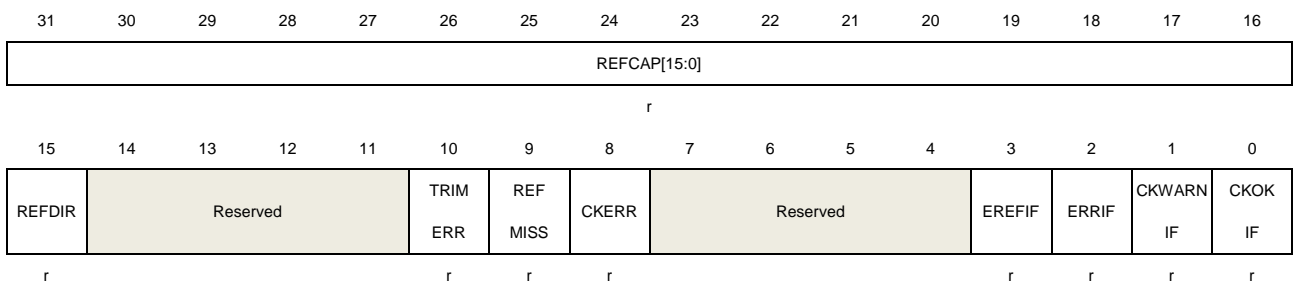 31 30 29 28 27 26 25 24 23 22 21 20 19 18 17 16
REFCAP[15:0]
r
15 14 13 12 11 10 9 8 7 6 5 4 3 2 1 0
REFDIR Reserved TRIM ERR REF MISS CKERR Reserved EREFIF ERRIF CKWARN IF CKOK IF
r r r r r r r r